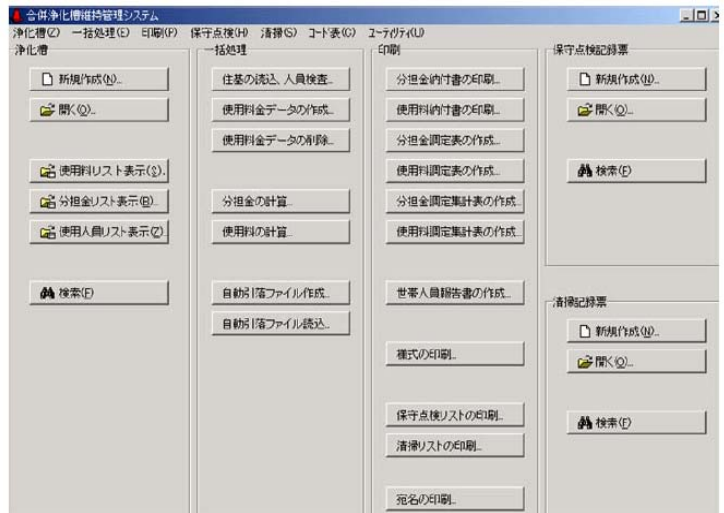 合併浄化槽維持管理システム
浄化槽(Z) 一括処理(E) 印刷(P) 保守点検(H) 清掃(S) コード表(C) ユーティリティ(U)
浄化槽
新規作成(N)...
開く(O)...
使用料リスト表示(S).
分担金リスト表示(R)...
使用人員リスト表示(Z).
検索(F)
一括処理
住基の読込、人員検査...
使用料金データの作成...
使用料金データの削除...
分担金の計算...
使用料の計算...
自動引落ファイル作成...
自動引落ファイル読込...
印刷
分担金納付書の印刷...
使用料納付書の印刷...
分担金調定表の作成...
使用料調定表の作成...
分担金調定集計表の作成...
使用料調定集計表の作成...
世帯人員報告書の作成...
様式の印刷...
保守点検リストの印刷...
清掃リストの印刷...
宛名の印刷...
保守点検記録票
新規作成(N)...
開く(O)...
検索(F)
清掃記録票
新規作成(N)...
開く(O)...
検索(F)